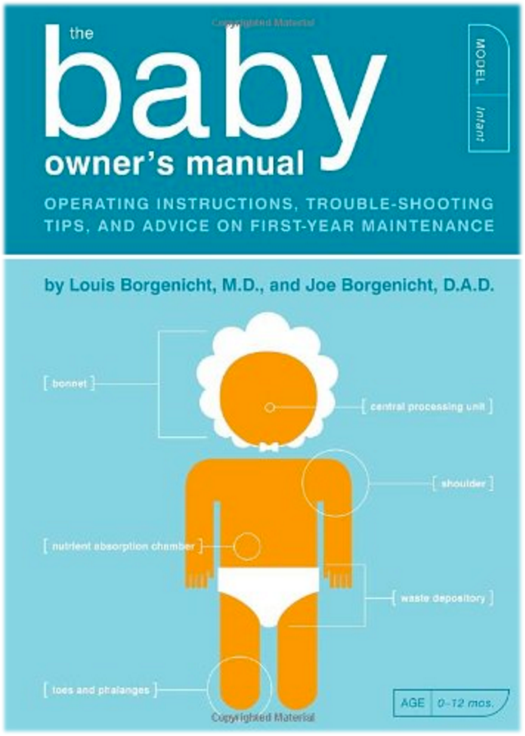 Copyrighted Material
the
baby
owner's manual
MODEL Infant
OPERATING INSTRUCTIONS, TROUBLE-SHOOTING
TIPS, AND ADVICE ON FIRST-YEAR MAINTENANCE
by Louis Borgenicht, M.D., and Joe Borgenicht, D.A.D.
[ bonnet ]
[ central processing unit ]
[ shoulder ]
[ nutrient absorption chamber ]
[ waste depository ]
[ toes and phalanges ]
AGE 0–12 mos.
Copyrighted Material